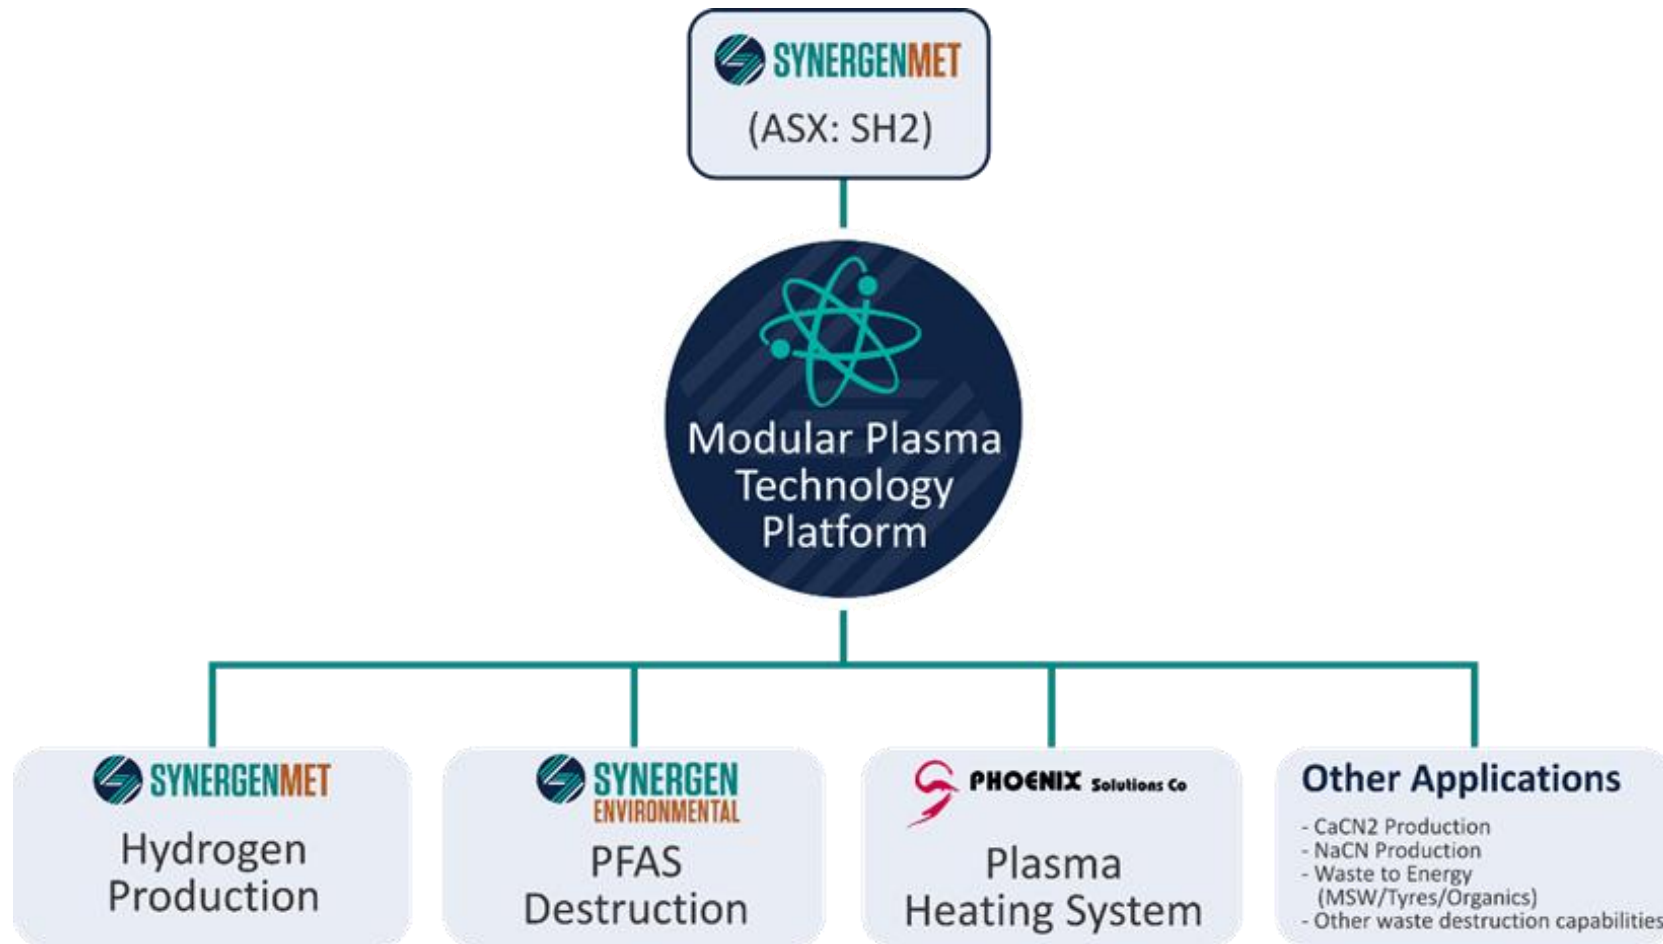 SYNERGENMET
(ASX: SH2)
Modular Plasma
Technology
Platform
SYNERGENMET
Hydrogen
Production
SYNERGEN
ENVIRONMENTAL
PFAS
Destruction
PHOENIX Solutions Co
Plasma
Heating System
Other Applications
- CaCN2 Production
- NaCN Production
- Waste to Energy
(MSW/Tyres/Organics)
- Other waste destruction capabilities